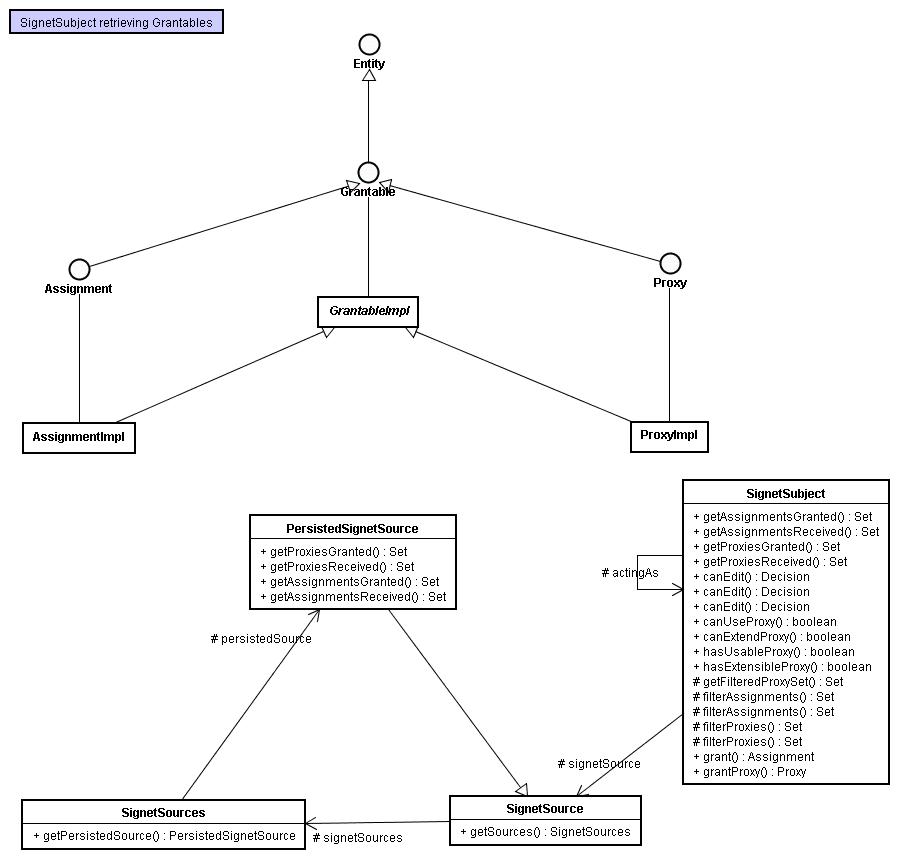 SignetSubject retrieving Grantables
Entity
Grantable
Assignment
Proxy
GrantableImpl
AssignmentImpl
ProxyImpl
PersistedSignetSource
+ getProxiesGranted() : Set
+ getProxiesReceived() : Set
+ getAssignmentsGranted() : Set
+ getAssignmentsReceived() : Set
SignetSubject
+ getAssignmentsGranted() : Set
+ getAssignmentsReceived() : Set
+ getProxiesGranted() : Set
+ getProxiesReceived() : Set
+ canEdit() : Decision
+ canEdit() : Decision
+ canEdit() : Decision
+ canUseProxy() : boolean
+ canExtendProxy() : boolean
+ hasUsableProxy() : boolean
+ hasExtensibleProxy() : boolean
# getFilteredProxySet() : Set
# filterAssignments() : Set
# filterAssignments() : Set
# filterProxies() : Set
# filterProxies() : Set
+ grant() : Assignment
+ grantProxy() : Proxy
# actingAs
# persistedSource
# signetSource
SignetSources
+ getPersistedSource() : PersistedSignetSource
# signetSources
SignetSource
+ getSources() : SignetSources